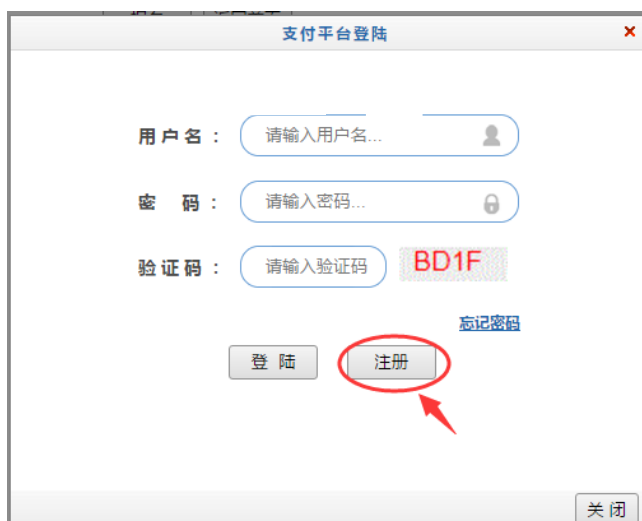 支付平台登陆
用户名：
请输入用户名...
密 码：
请输入密码...
验证码：
请输入验证码
BD1F
忘记密码
登 陆
注册
关 闭